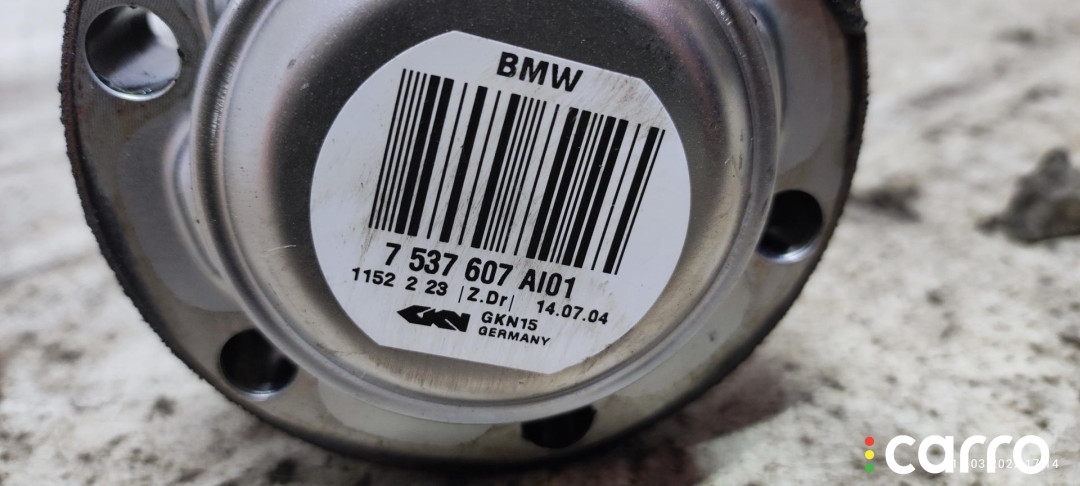 BMW
7 537 607 AI01
1152 2 23 |Z.Dr| 14.07.04
GKN GKN15
GERMANY
carro